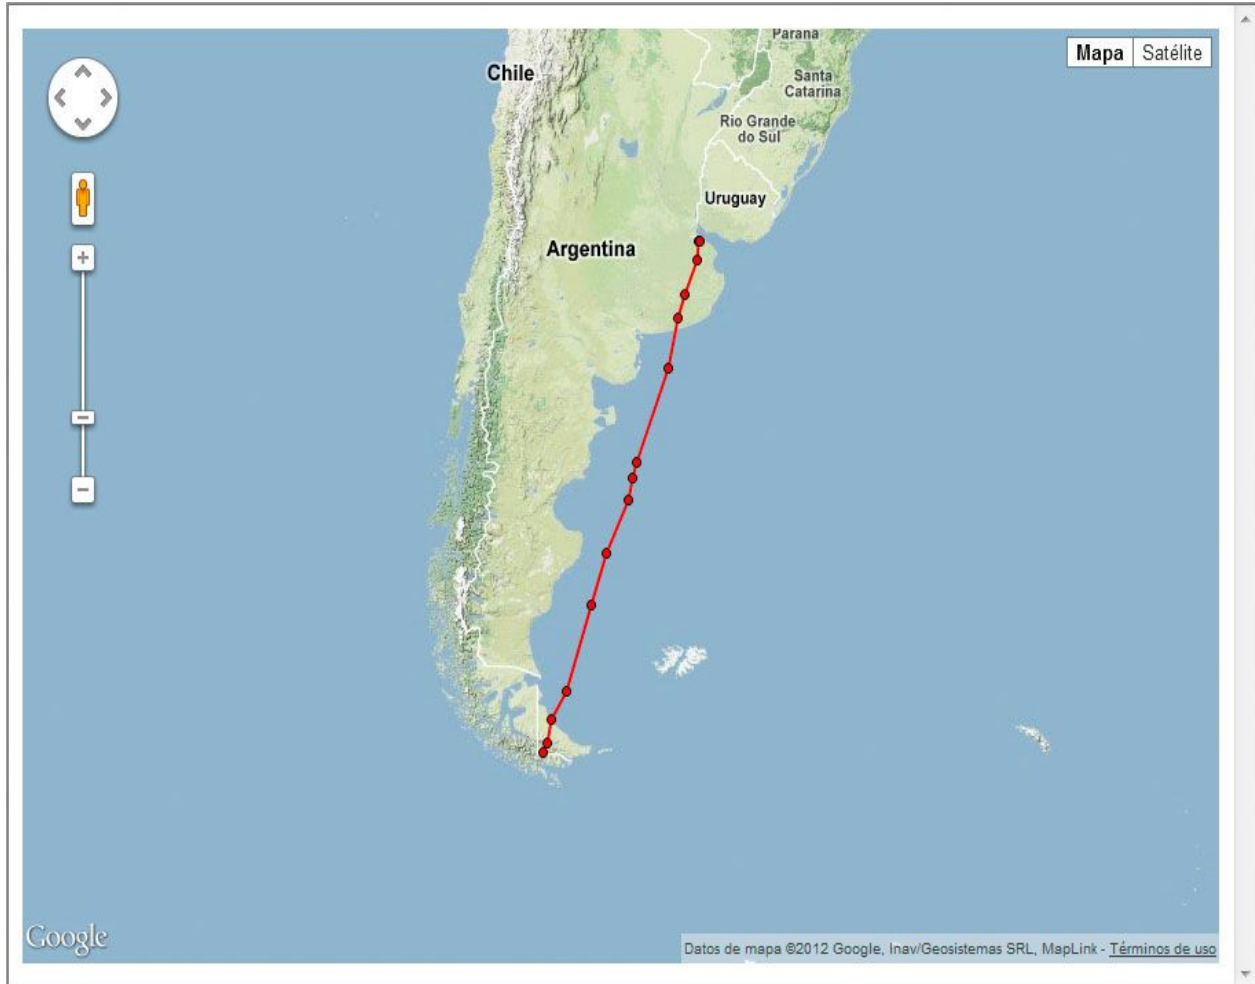 Parana
Mapa Satélite
Chile
Santa
Catarina
Rio Grande
do Sul
Uruguay
Argentina
Google
Datos de mapa ©2012 Google, Inav/Geosistemas SRL, MapLink - Términos de uso